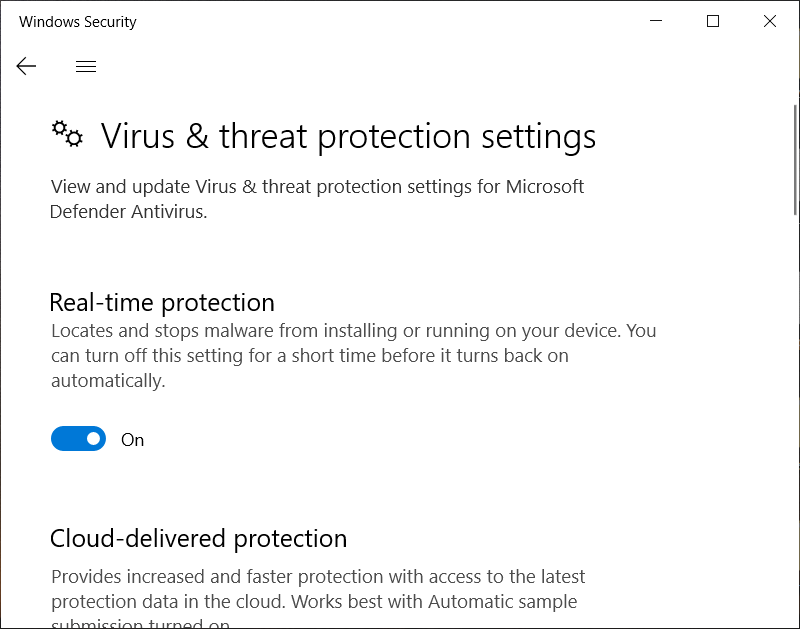 Windows Security
Virus & threat protection settings
View and update Virus & threat protection settings for Microsoft
Defender Antivirus.
Real-time protection
Locates and stops malware from installing or running on your device. You
can turn off this setting for a short time before it turns back on
automatically.
On
Cloud-delivered protection
Provides increased and faster protection with access to the latest
protection data in the cloud. Works best with Automatic sample
submission turned on.